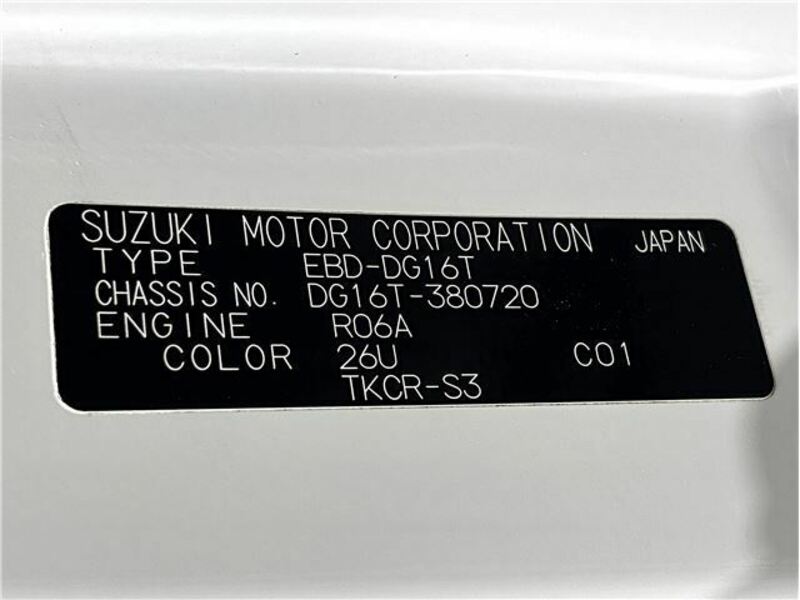 SUZUKI MOTOR CORPORATION JAPAN
TYPE EBD-DG16T
CHASSIS NO. DG16T-380720
ENGINE R06A
COLOR 26U C01
TKCR-S3